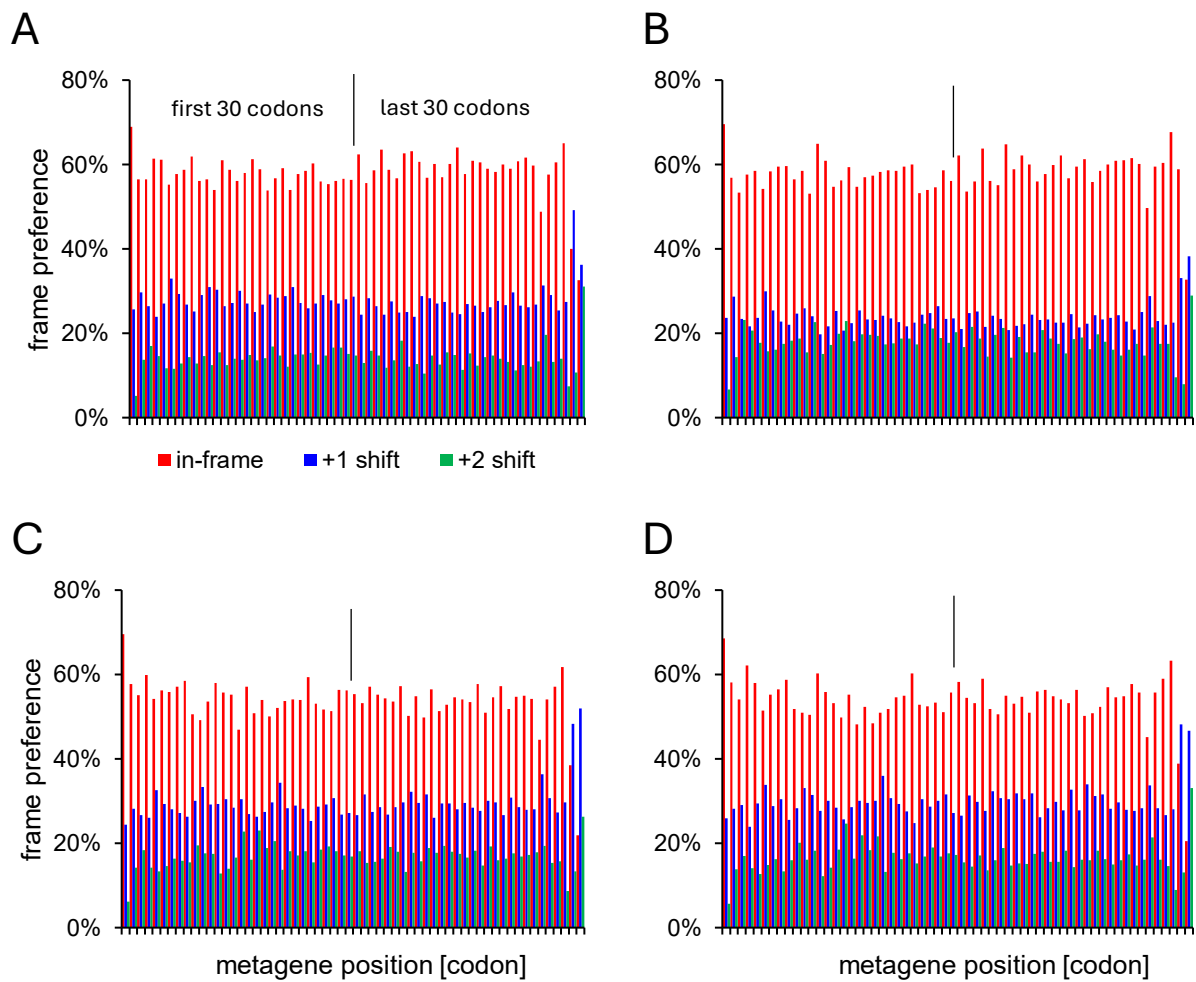 A
B
80%
first 30 codons
last 30 codons
60%
40%
20%
0%
frame preference
80%
60%
40%
20%
0%
in-frame
+1 shift
+2 shift
C
D
80%
60%
40%
20%
0%
frame preference
80%
60%
40%
20%
0%
metagene position [codon]
metagene position [codon]